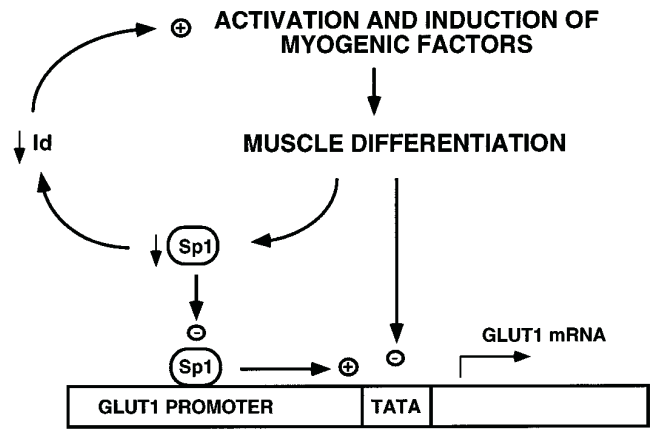 ⊕ ACTIVATION AND INDUCTION OF
MYOGENIC FACTORS
↓ Id
MUSCLE DIFFERENTIATION
↓ Sp1
⊖
⊖
GLUT1 mRNA
Sp1
⊕
GLUT1 PROMOTER
TATA